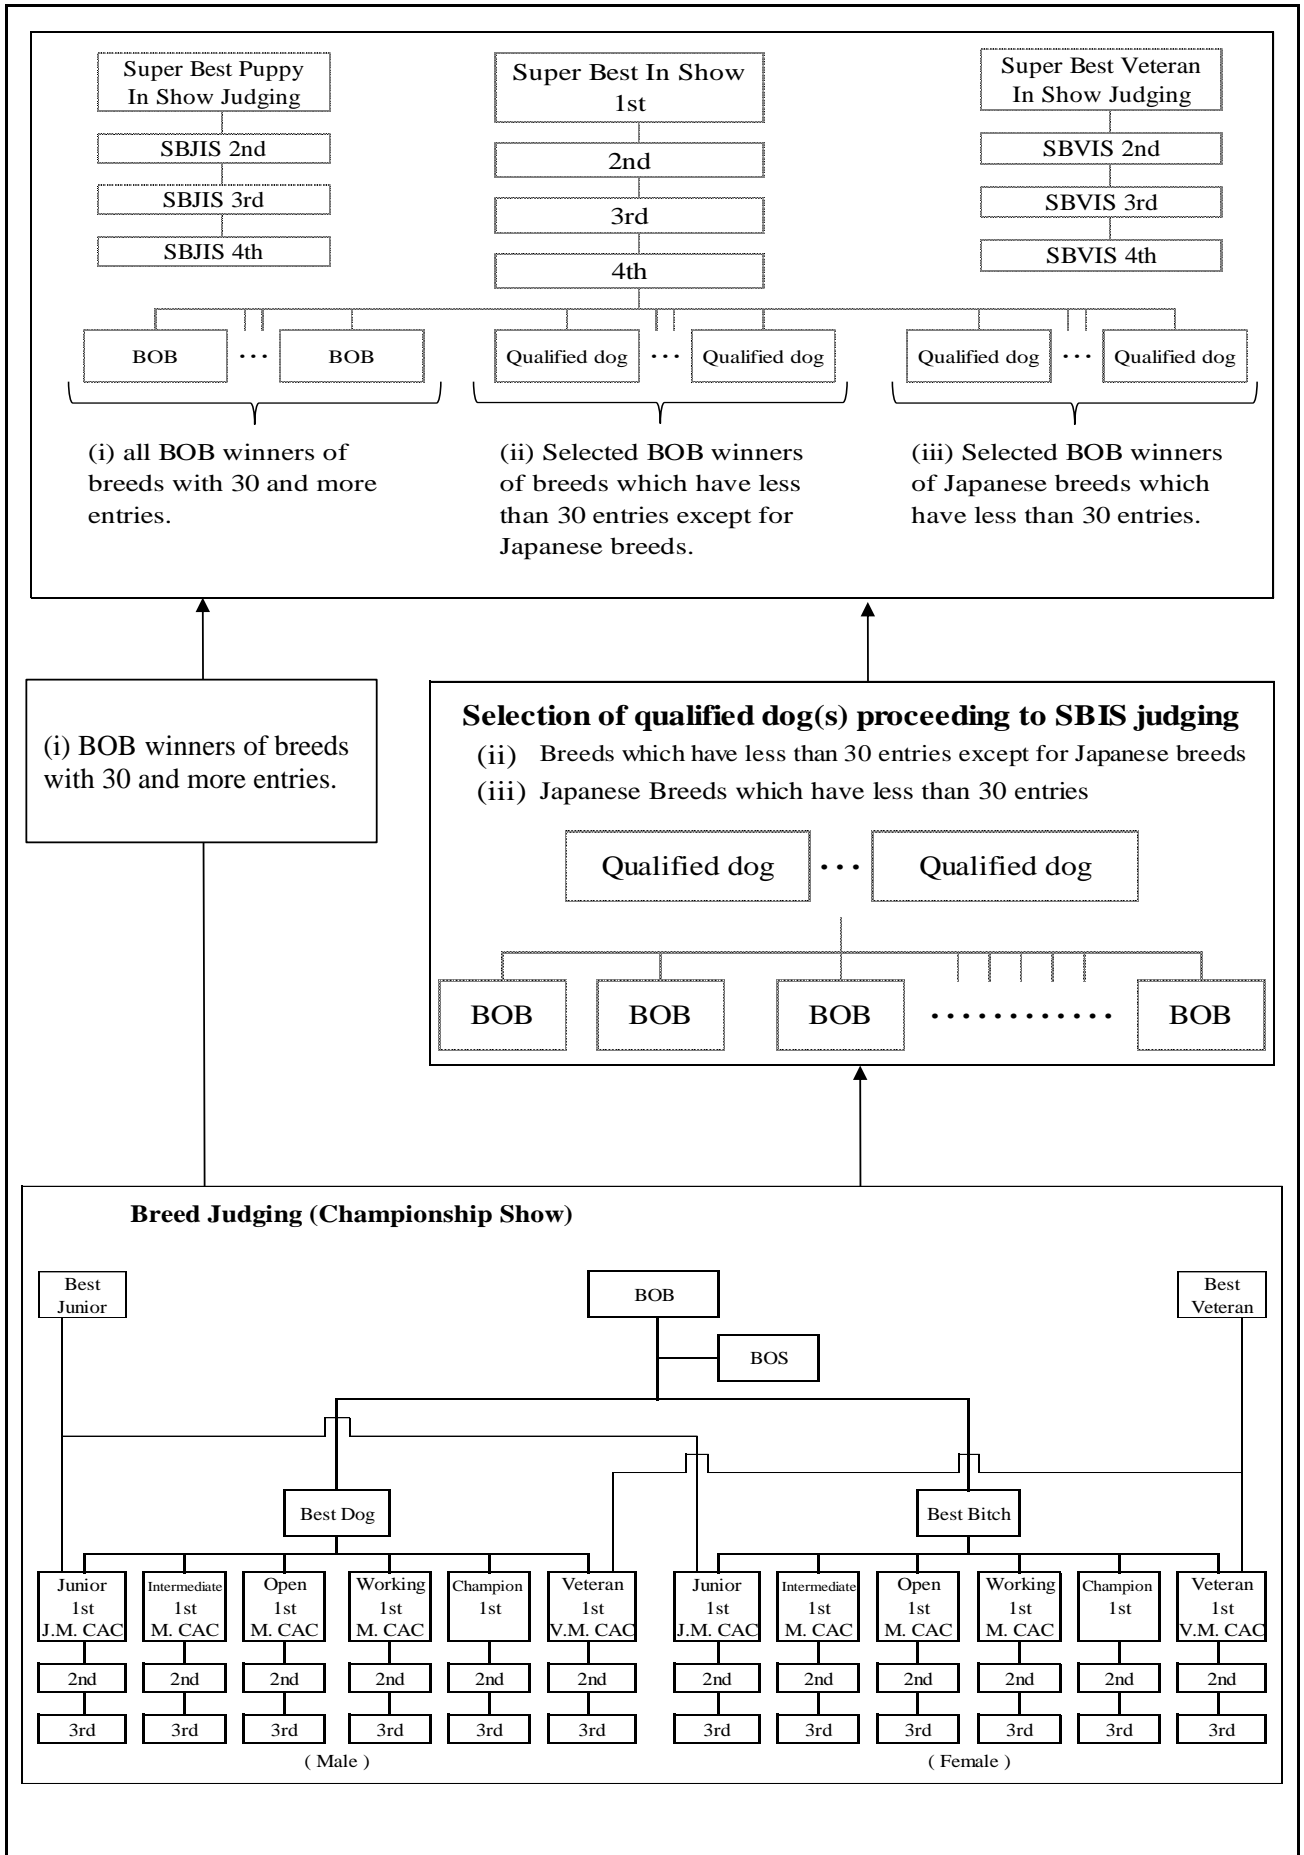 Super Best Puppy
In Show Judging
SBJIS 2nd
SBJIS 3rd
SBJIS 4th
Super Best In Show
1st
2nd
3rd
4th
Super Best Veteran
In Show Judging
SBVIS 2nd
SBVIS 3rd
SBVIS 4th
BOB
...
BOB
Qualified dog
...
Qualified dog
Qualified dog
...
Qualified dog
(i) all BOB winners of
breeds with 30 and more
entries.
(ii) Selected BOB winners
of breeds which have less
than 30 entries except for
Japanese breeds.
(iii) Selected BOB winners
of Japanese breeds which
have less than 30 entries.
(i) BOB winners of breeds
with 30 and more entries.
Selection of qualified dog(s) proceeding to SBIS judging
(ii) Breeds which have less than 30 entries except for Japanese breeds
(iii) Japanese Breeds which have less than 30 entries
Qualified dog
...
Qualified dog
BOB
BOB
BOB
............
BOB
Breed Judging (Championship Show)
Best
Junior
BOB
Best
Veteran
BOS
Best Dog
Best Bitch
Junior
1st
J.M. CAC
2nd
3rd
Intermediate
1st
M. CAC
2nd
3rd
Open
1st
M. CAC
2nd
3rd
Working
1st
M. CAC
2nd
3rd
Champion
1st
2nd
3rd
Veteran
1st
V.M. CAC
2nd
3rd
( Male )
Junior
1st
J.M. CAC
2nd
3rd
Intermediate
1st
M. CAC
2nd
3rd
Open
1st
M. CAC
2nd
3rd
Working
1st
M. CAC
2nd
3rd
Champion
1st
2nd
3rd
Veteran
1st
V.M. CAC
2nd
3rd
( Female )